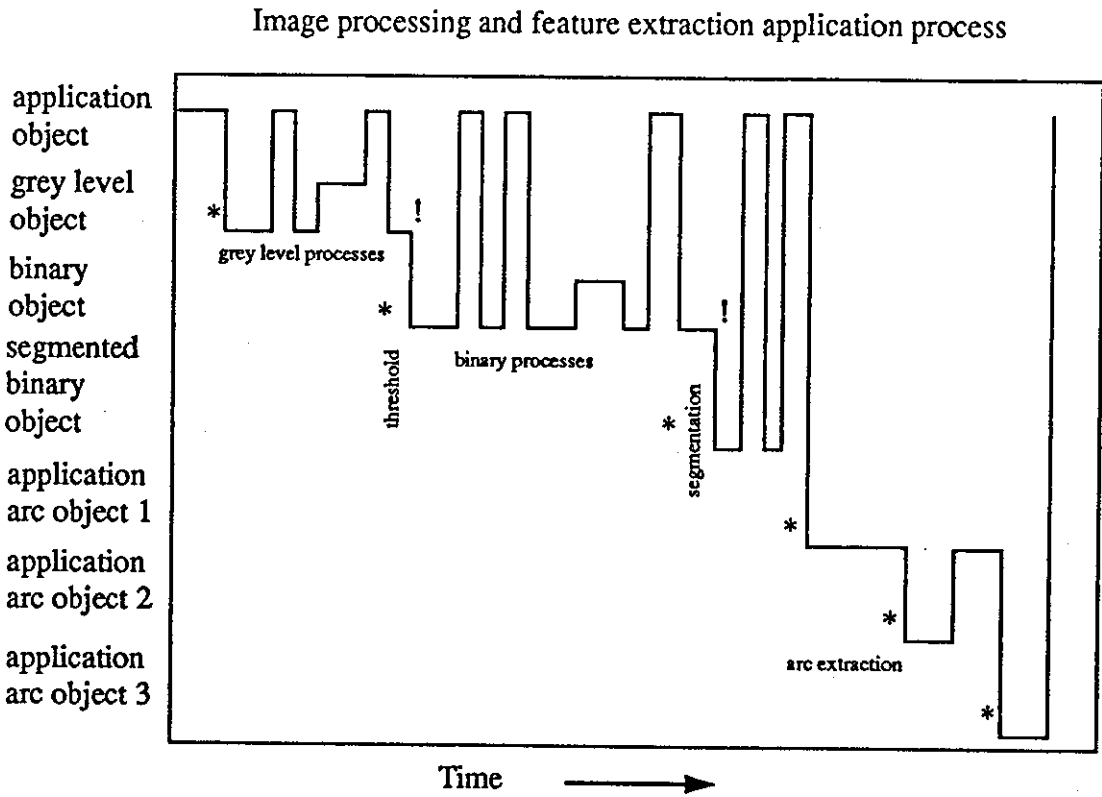 Image processing and feature extraction application process
application
object
grey level
object
binary
object
segmented
binary
object
application
arc object 1
application
arc object 2
application
arc object 3
*
grey level processes
!!
*
threshold
binary processes
!!
*
segmentation
*
*
arc extraction
*
Time